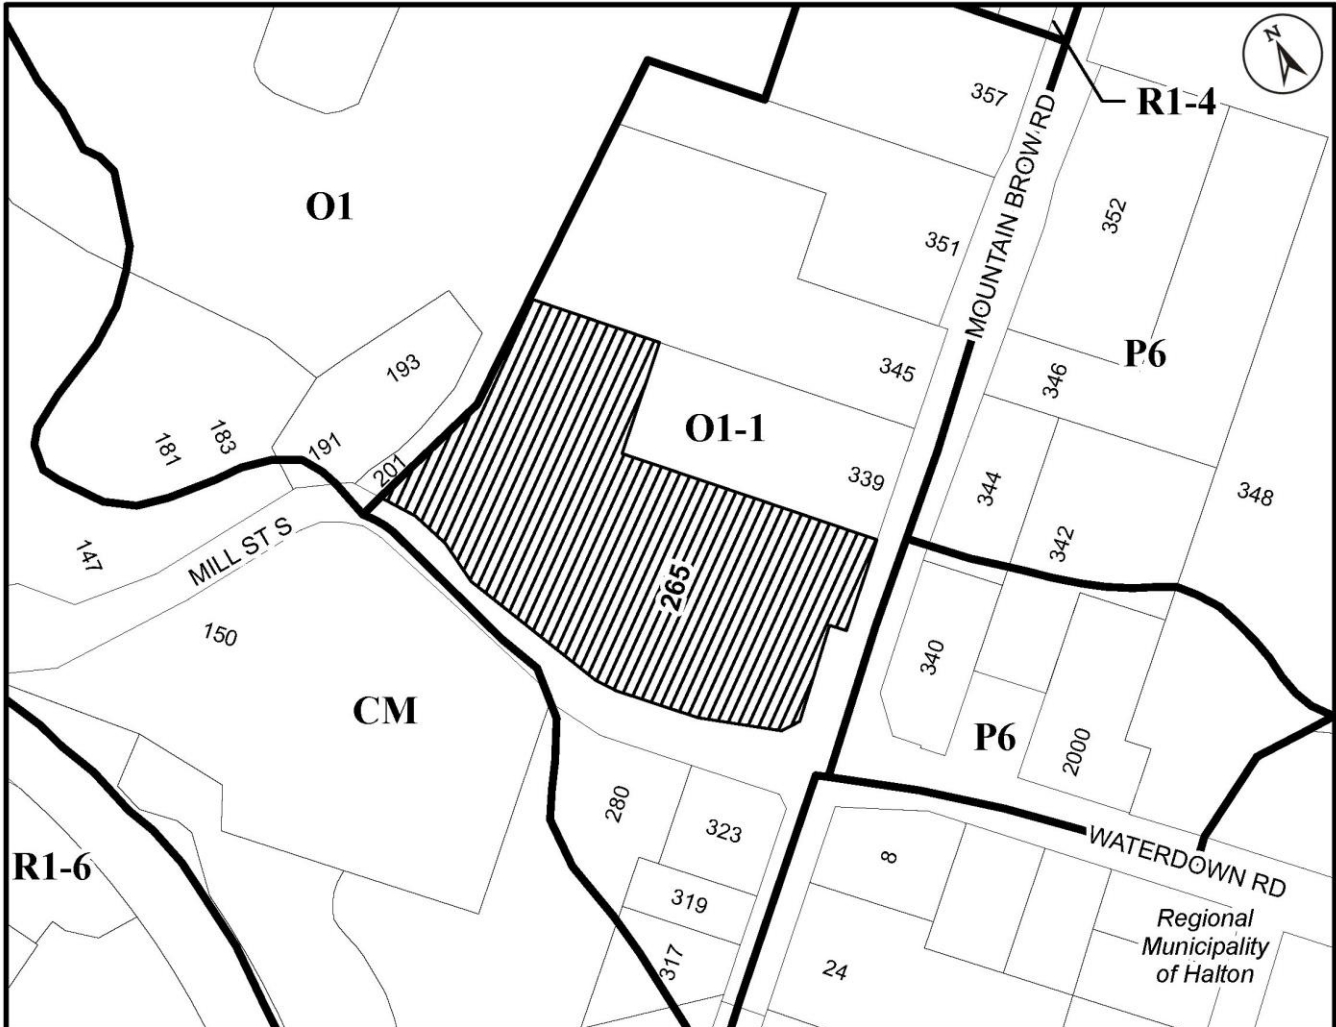 N
357
R1-4
MOUNTAIN BROW RD
352
O1
351
193
345
346
P6
O1-1
183
181
191
201
339
344
348
342
147
MILL ST S
265
150
340
CM
P6
2000
280
323
8
WATERDOWN RD
R1-6
319
Regional
Municipality
of Halton
317
24